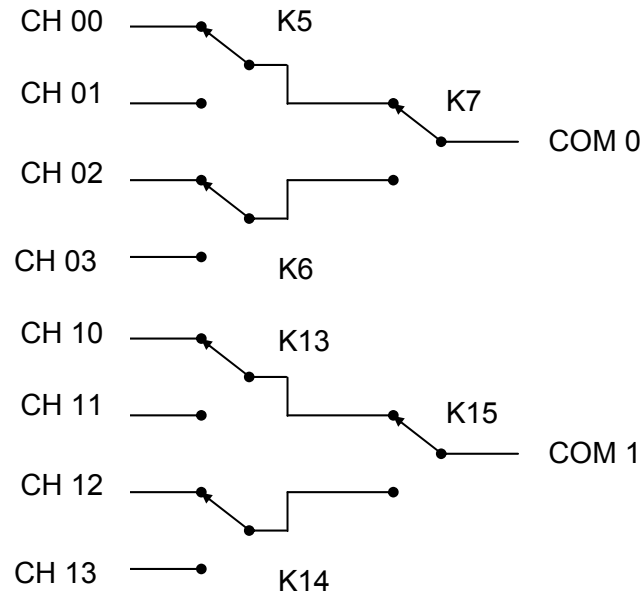 CH 00
K5
CH 01
K7
COM 0
CH 02
CH 03
K6
CH 10
K13
CH 11
K15
COM 1
CH 12
CH 13
K14